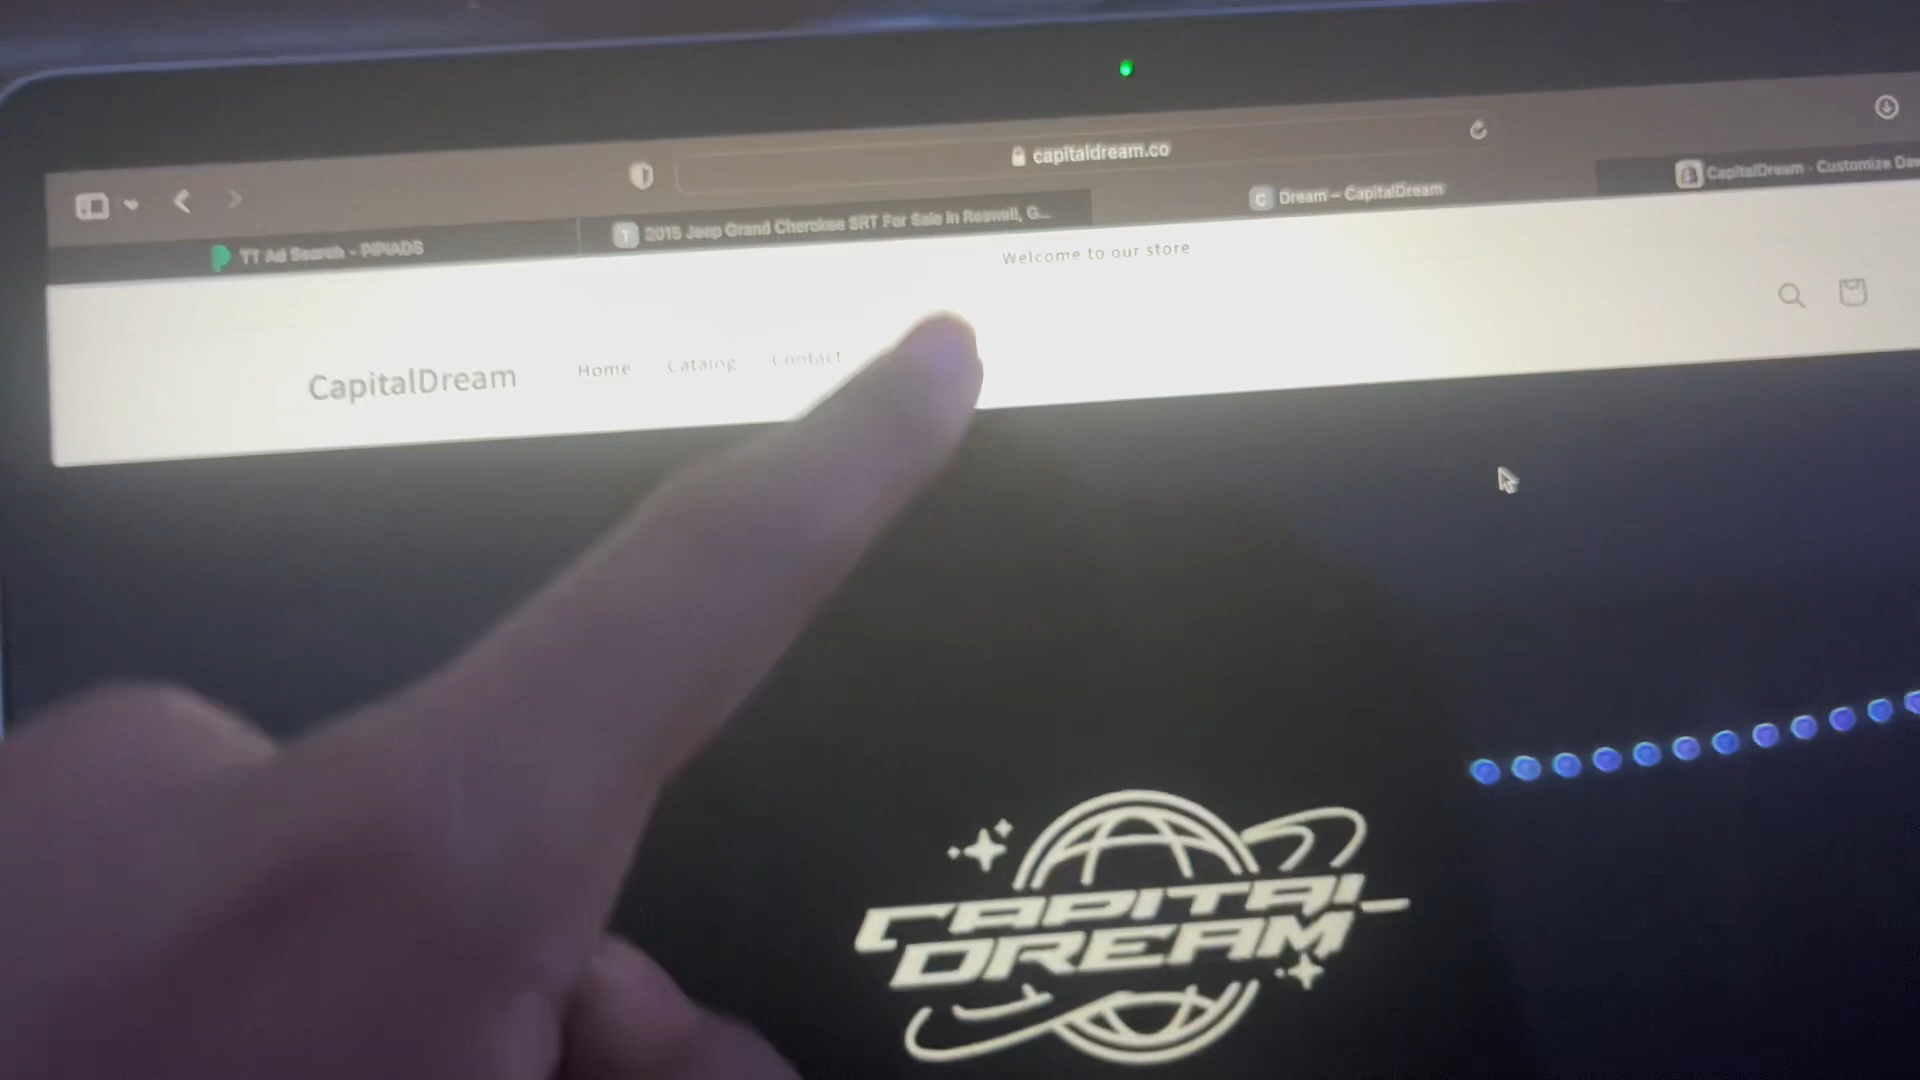 capitaldream.co
TT Ad Search - PIPIADS
2015 Jeep Grand Cherokee SRT For Sale in Roswell, G...
C Dream – CapitalDream
CapitalDream · Customize Daw
Welcome to our store
CapitalDream
Home
Catalog
Contact
CAPITAL
DREAM